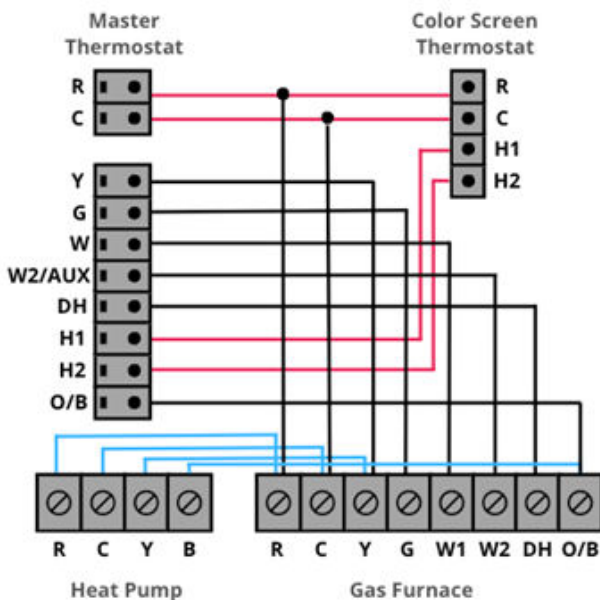 Master
Thermostat
Color Screen
Thermostat
R
C
Y
G
W
W2/AUX
DH
H1
H2
O/B
R
C
H1
H2
R C Y B
R C Y G W1 W2 DH O/B
Heat Pump
Gas Furnace